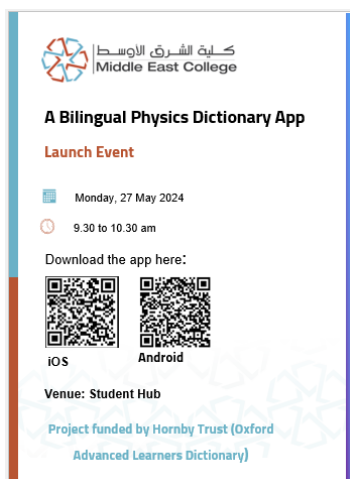 كلية الشرق الأوسط
Middle East College
A Bilingual Physics Dictionary App
Launch Event
Monday, 27 May 2024
9.30 to 10.30 am
Download the app here:
iOS
Android
Venue: Student Hub
Project funded by Hornby Trust (Oxford
Advanced Learners Dictionary)